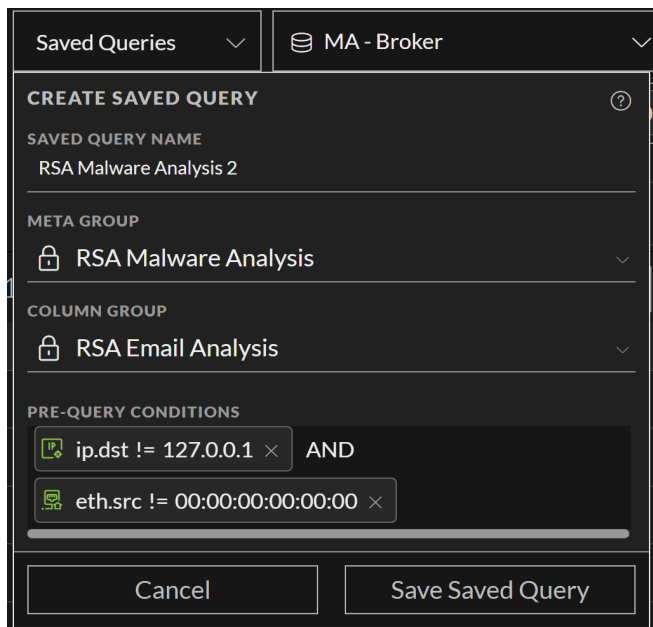 Saved Queries MA - Broker
CREATE SAVED QUERY ?
SAVED QUERY NAME
RSA Malware Analysis 2
META GROUP
RSA Malware Analysis
COLUMN GROUP
RSA Email Analysis
PRE-QUERY CONDITIONS
IP ip.dst != 127.0.0.1 × AND
eth.src != 00:00:00:00:00:00 ×
Cancel Save Saved Query